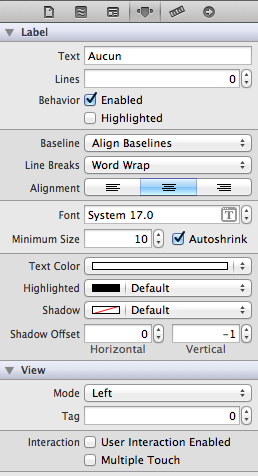 Label
Text Aucun
Lines 0
Behavior Enabled
Highlighted
Baseline Align Baselines
Line Breaks Word Wrap
Alignment
Font System 17.0 T
Minimum Size 10 Autoshrink
Text Color
Highlighted Default
Shadow Default
Shadow Offset 0 -1
Horizontal Vertical
View
Mode Left
Tag 0
Interaction User Interaction Enabled
Multiple Touch